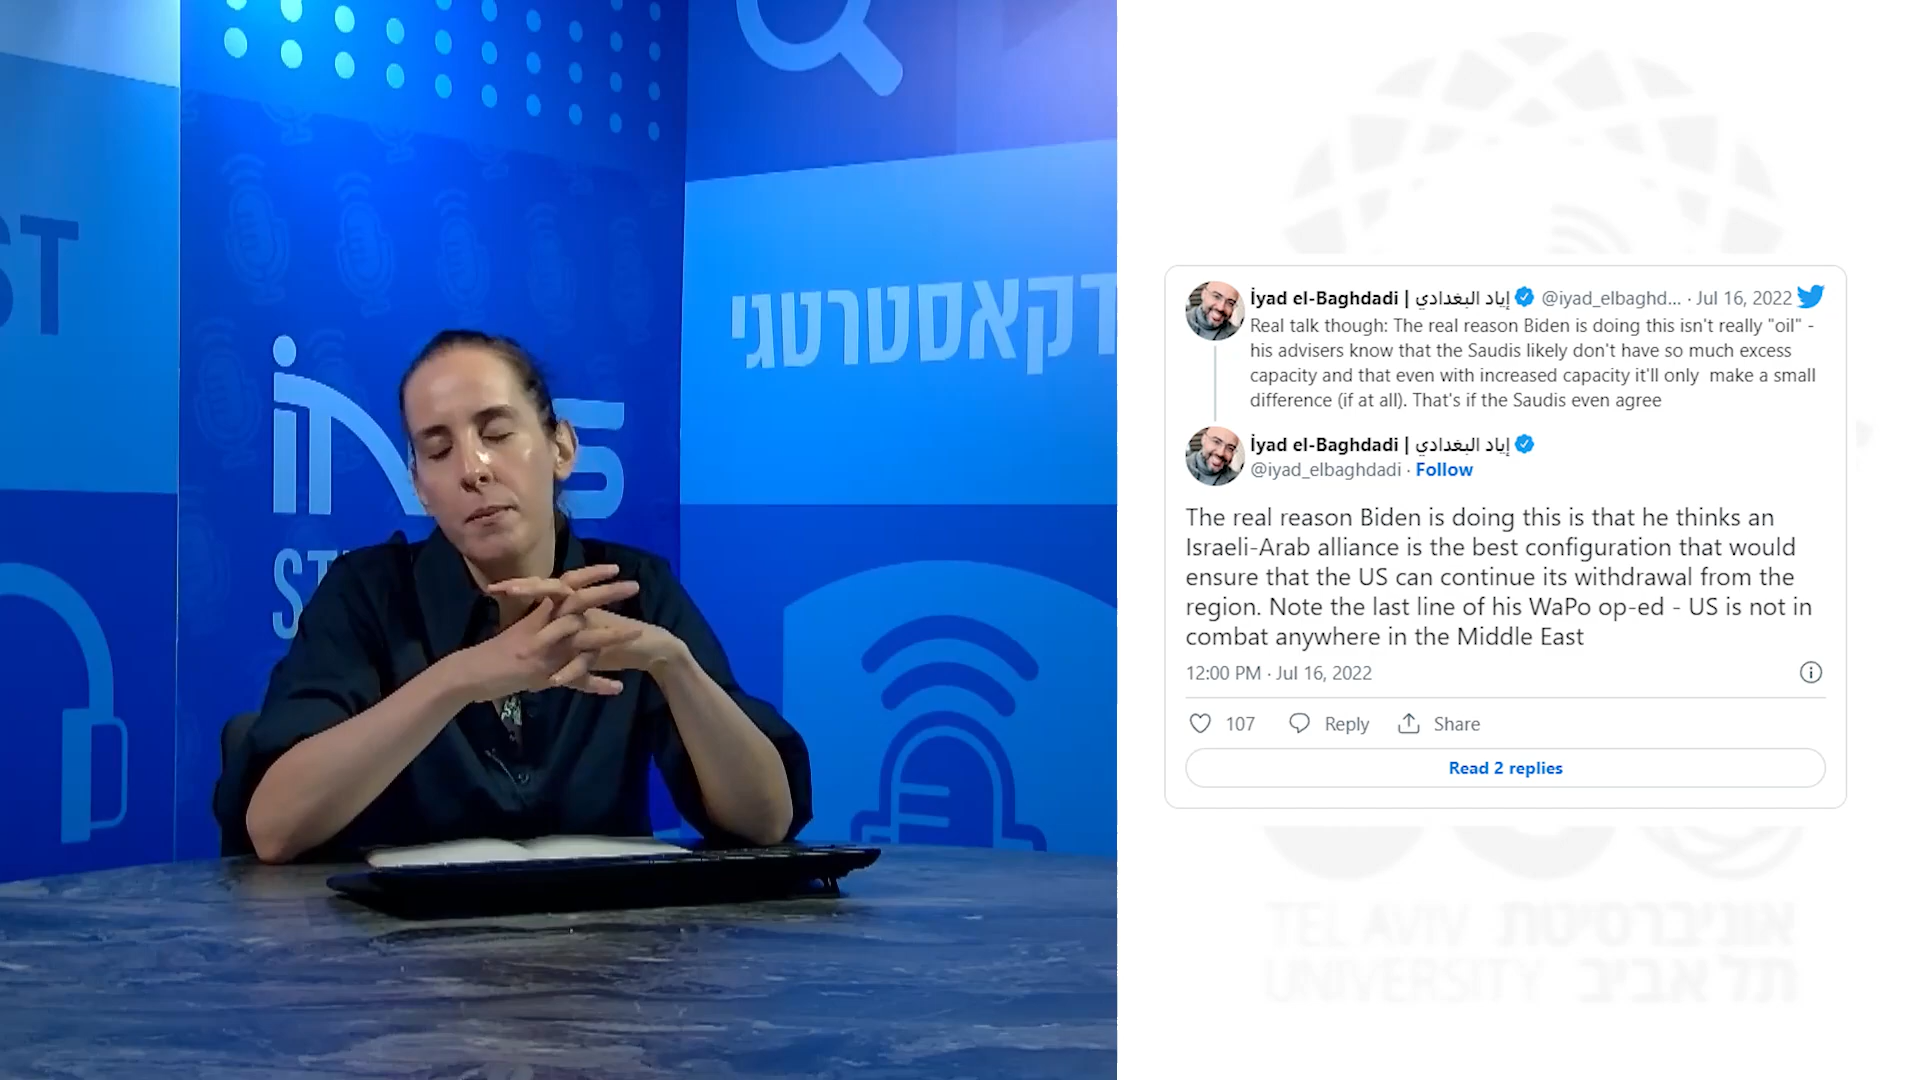 ST
דקאסטרטגי
in S
ST
İyad el-Baghdadi | إياد البغدادي @iyad_elbaghd... · Jul 16, 2022
Real talk though: The real reason Biden is doing this isn't really "oil" -
his advisers know that the Saudis likely don't have so much excess
capacity and that even with increased capacity it'll only make a small
difference (if at all). That's if the Saudis even agree
İyad el-Baghdadi | إياد البغدادي
@iyad_elbaghdadi · Follow
The real reason Biden is doing this is that he thinks an
Israeli-Arab alliance is the best configuration that would
ensure that the US can continue its withdrawal from the
region. Note the last line of his WaPo op-ed - US is not in
combat anywhere in the Middle East
12:00 PM · Jul 16, 2022
107 Reply Share
Read 2 replies
TEL AVIV אוניברסיטת
UNIVERSITY תל אביב